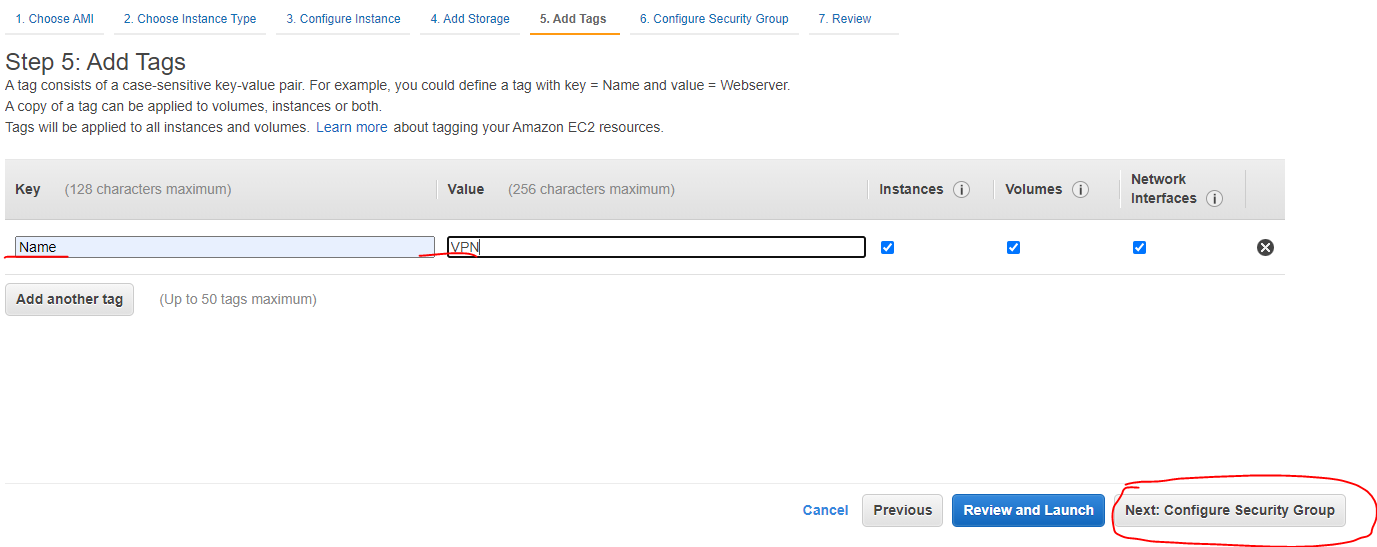 1. Choose AMI 2. Choose Instance Type 3. Configure Instance 4. Add Storage 5. Add Tags 6. Configure Security Group 7. Review
Step 5: Add Tags
A tag consists of a case-sensitive key-value pair. For example, you could define a tag with key = Name and value = Webserver.
A copy of a tag can be applied to volumes, instances or both.
Tags will be applied to all instances and volumes. Learn more about tagging your Amazon EC2 resources.
Key (128 characters maximum) Value (256 characters maximum) Instances i Volumes i Network Interfaces i
Name VPN
Add another tag (Up to 50 tags maximum)
Cancel Previous Review and Launch Next: Configure Security Group